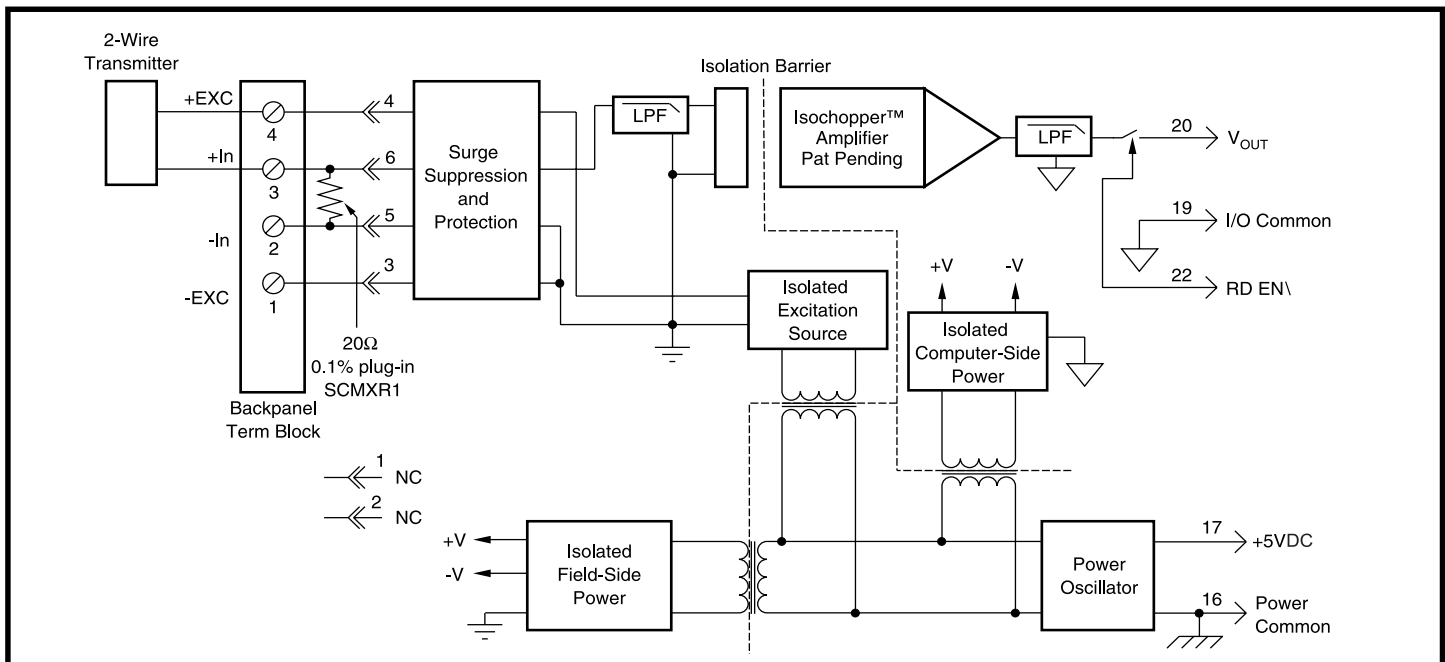 2-Wire
Transmitter
+EXC
4
4
+In
3
6
-In
2
5
-EXC
1
3
20Ω
0.1% plug-in
SCMXR1
Backpanel
Term Block
Surge
Suppression
and
Protection
LPF
Isolation Barrier
Isochopper™
Amplifier
Pat Pending
LPF
20
VOUT
19
I/O Common
22
RD EN\
Isolated
Excitation
Source
+V
-V
Isolated
Computer-Side
Power
1
NC
2
NC
+V
-V
Isolated
Field-Side
Power
Power
Oscillator
17
+5VDC
16
Power
Common